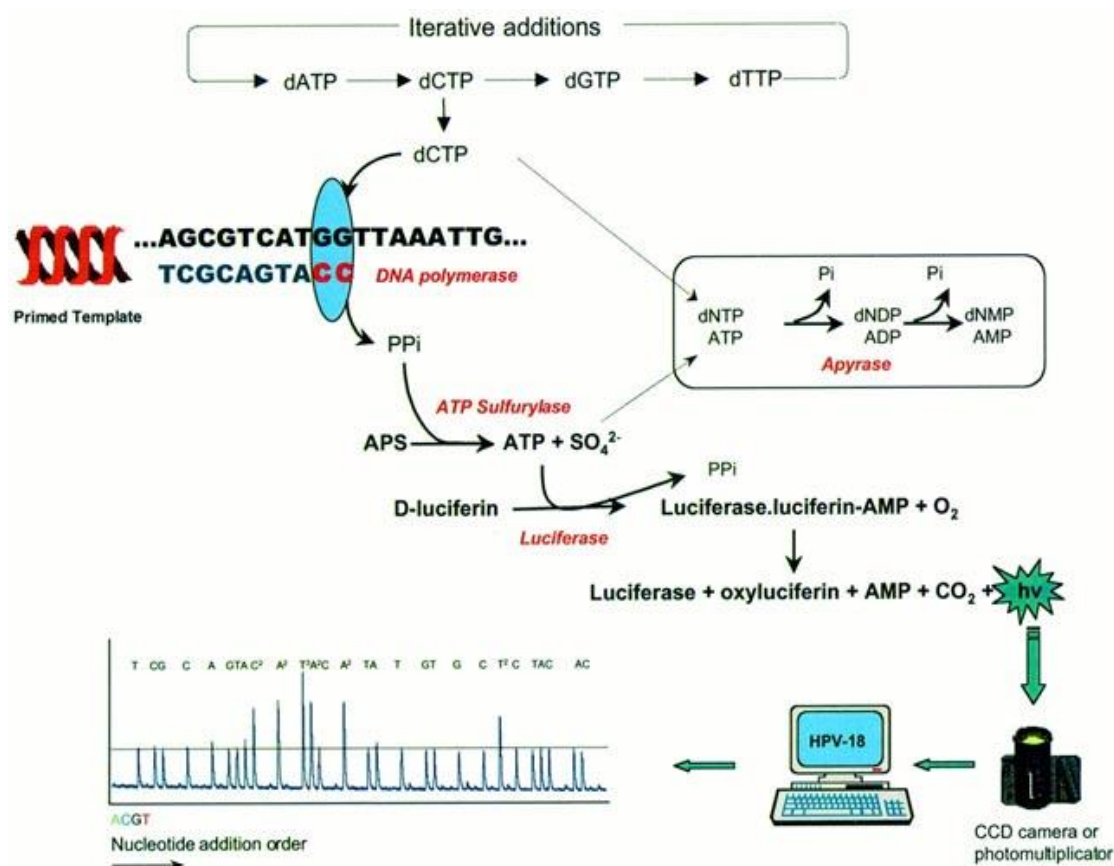 Iterative additions
dATP dCTP dGTP dTTP
dCTP
...AGCGTCATGGTTAAATTG...
TCGCAGTACC DNA polymerase
Primed Template
PPi
Pi Pi
dNTP dNDP dNMP
ATP ADP AMP
Apyrase
ATP Sulfurylase
APS ATP + SO₄²⁻
PPi
D-luciferin Luciferase.luciferin-AMP + O₂
Luciferase
Luciferase + oxyluciferin + AMP + CO₂ + hv
T CG C A GTA C² A² T³A²C A² TA T GT G C T² C TAC AC
HPV-18
ACGT
Nucleotide addition order
CCD camera or
photomultiplicator